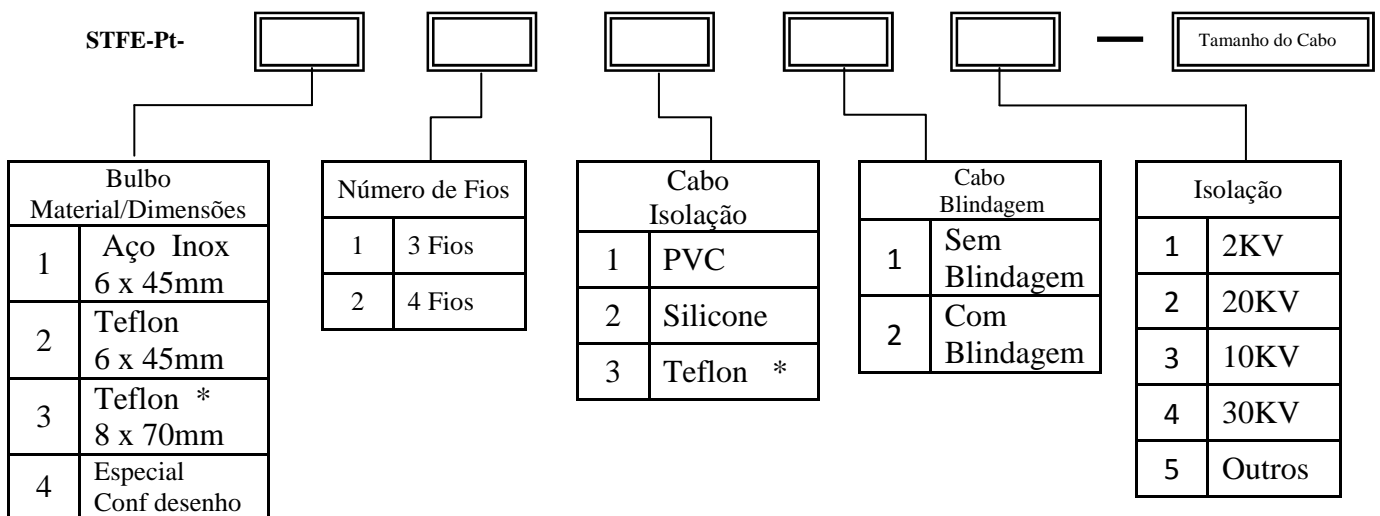 STFE-Pt-
Tamanho do Cabo
Bulbo
Material/Dimensões
1 Aço Inox
6 x 45mm
2 Teflon
6 x 45mm
3 Teflon *
8 x 70mm
4 Especial
Conf desenho
Número de Fios
1 3 Fios
2 4 Fios
Cabo
Isolação
1 PVC
2 Silicone
3 Teflon *
Cabo
Blindagem
1 Sem
Blindagem
2 Com
Blindagem
Isolação
1 2KV
2 20KV
3 10KV
4 30KV
5 Outros